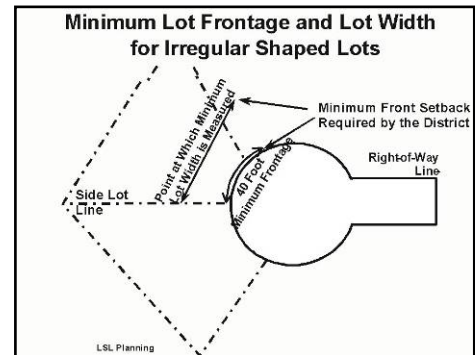 Minimum Lot Frontage and Lot Width
for Irregular Shaped Lots
Point at Which Minimum
Lot Width is Measured
Minimum Front Setback
Required by the District
40 Foot
Minimum Frontage
Right-of-Way
Line
Side Lot
Line
LSL Planning